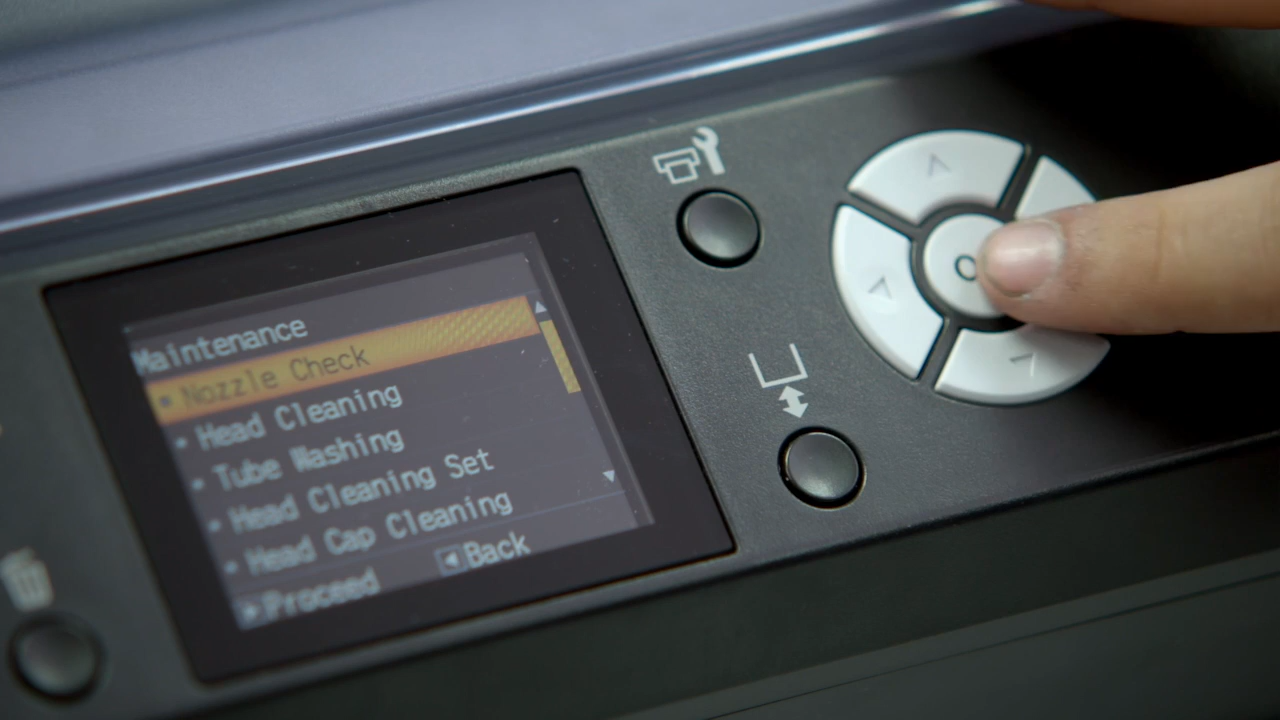 Maintenance
• Nozzle Check
• Head Cleaning
• Tube Washing
• Head Cleaning Set
• Head Cap Cleaning
Proceed Back